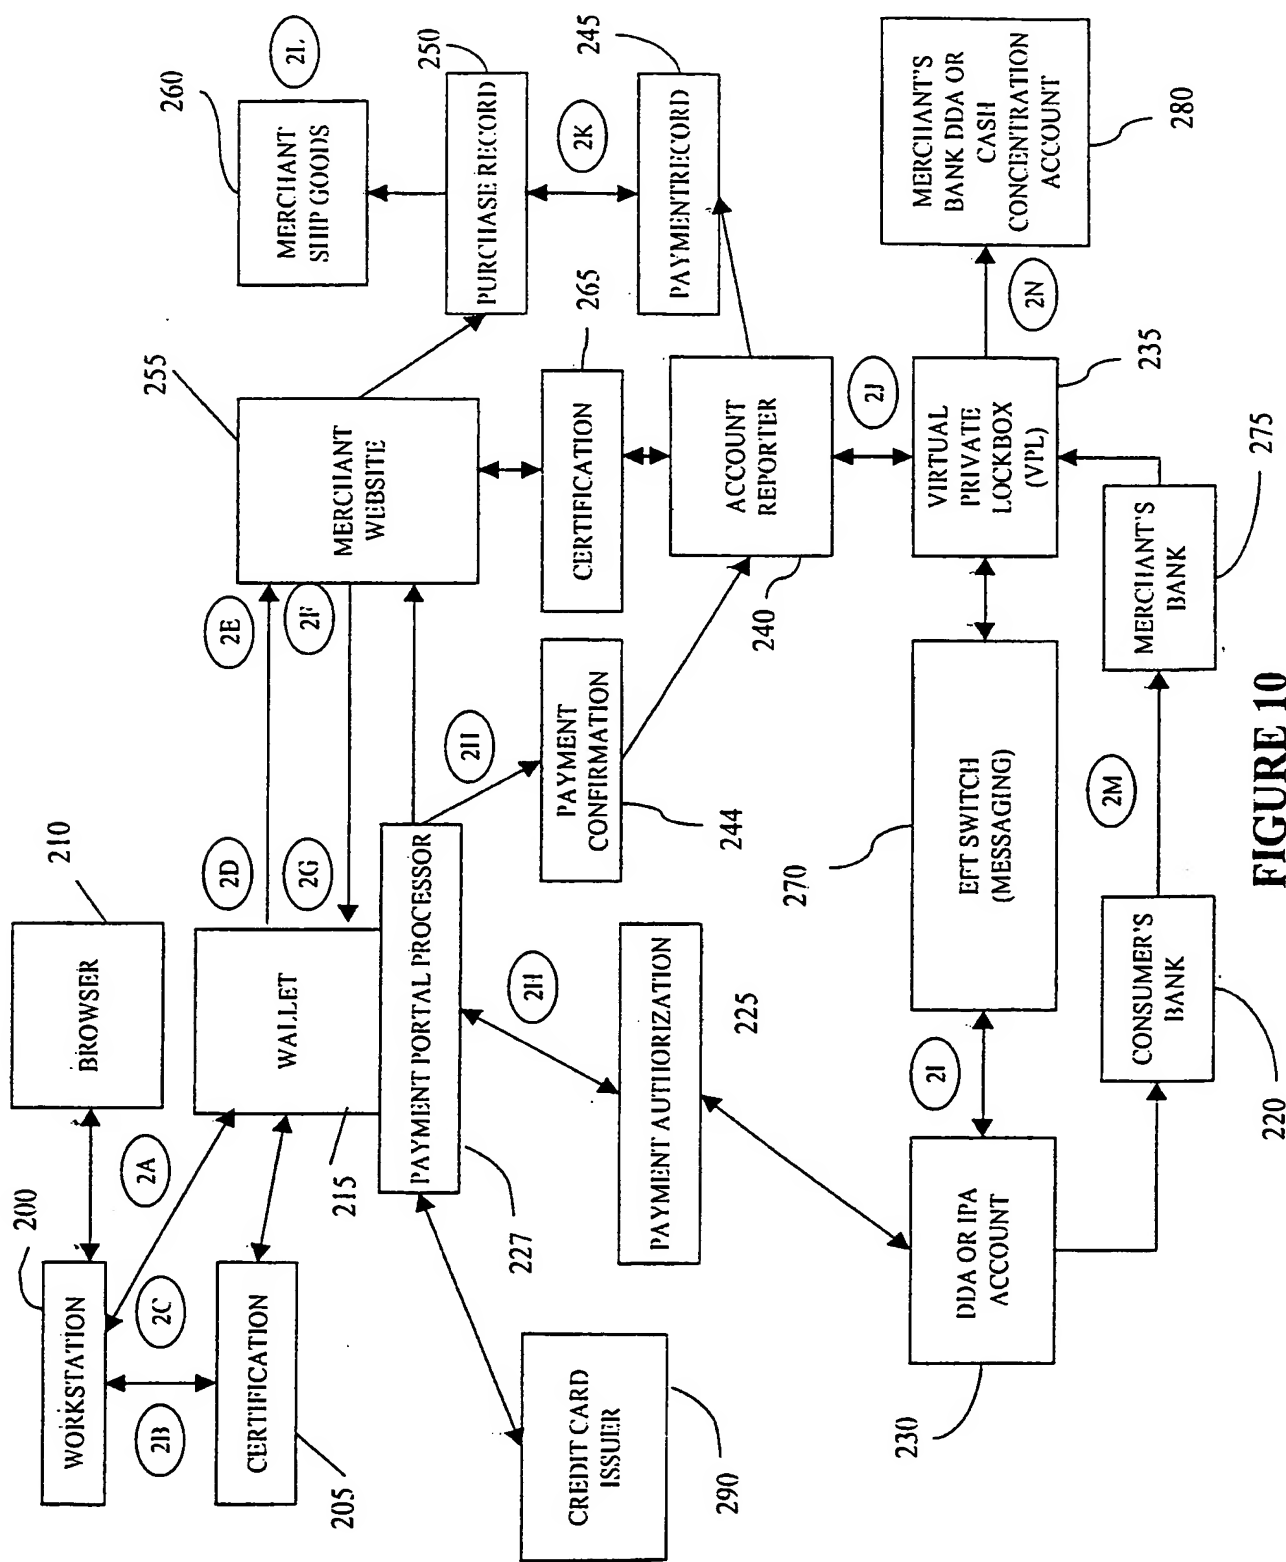 200
WORKSTATION
210
BROWSER
2A
2B
2C
205
CERTIFICATION
215
WALLET
2D
2E
2G
2F
255
MERCHANT
WEBSITE
260
MERCHANT
SHIP GOODS
2L
227
PAYMENT PORTAL PROCESSOR
2H
2H
250
PURCHASE RECORD
290
CREDIT CARD
ISSUER
244
PAYMENT
CONFIRMATION
265
CERTIFICATION
2K
225
PAYMENT AUTHORIZATION
240
ACCOUNT
REPORTER
245
PAYMENTRECORD
2J
230
DDA OR IPA
ACCOUNT
2I
270
EFT SWITCH
(MESSAGING)
VIRTUAL
PRIVATE
LOCKBOX
(VPL)
235
2N
MERCHANT'S
BANK DDA OR
CASH
CONCENTRATION
ACCOUNT
280
220
CONSUMER'S
BANK
2M
MERCHANT'S
BANK
275
FIGURE 10